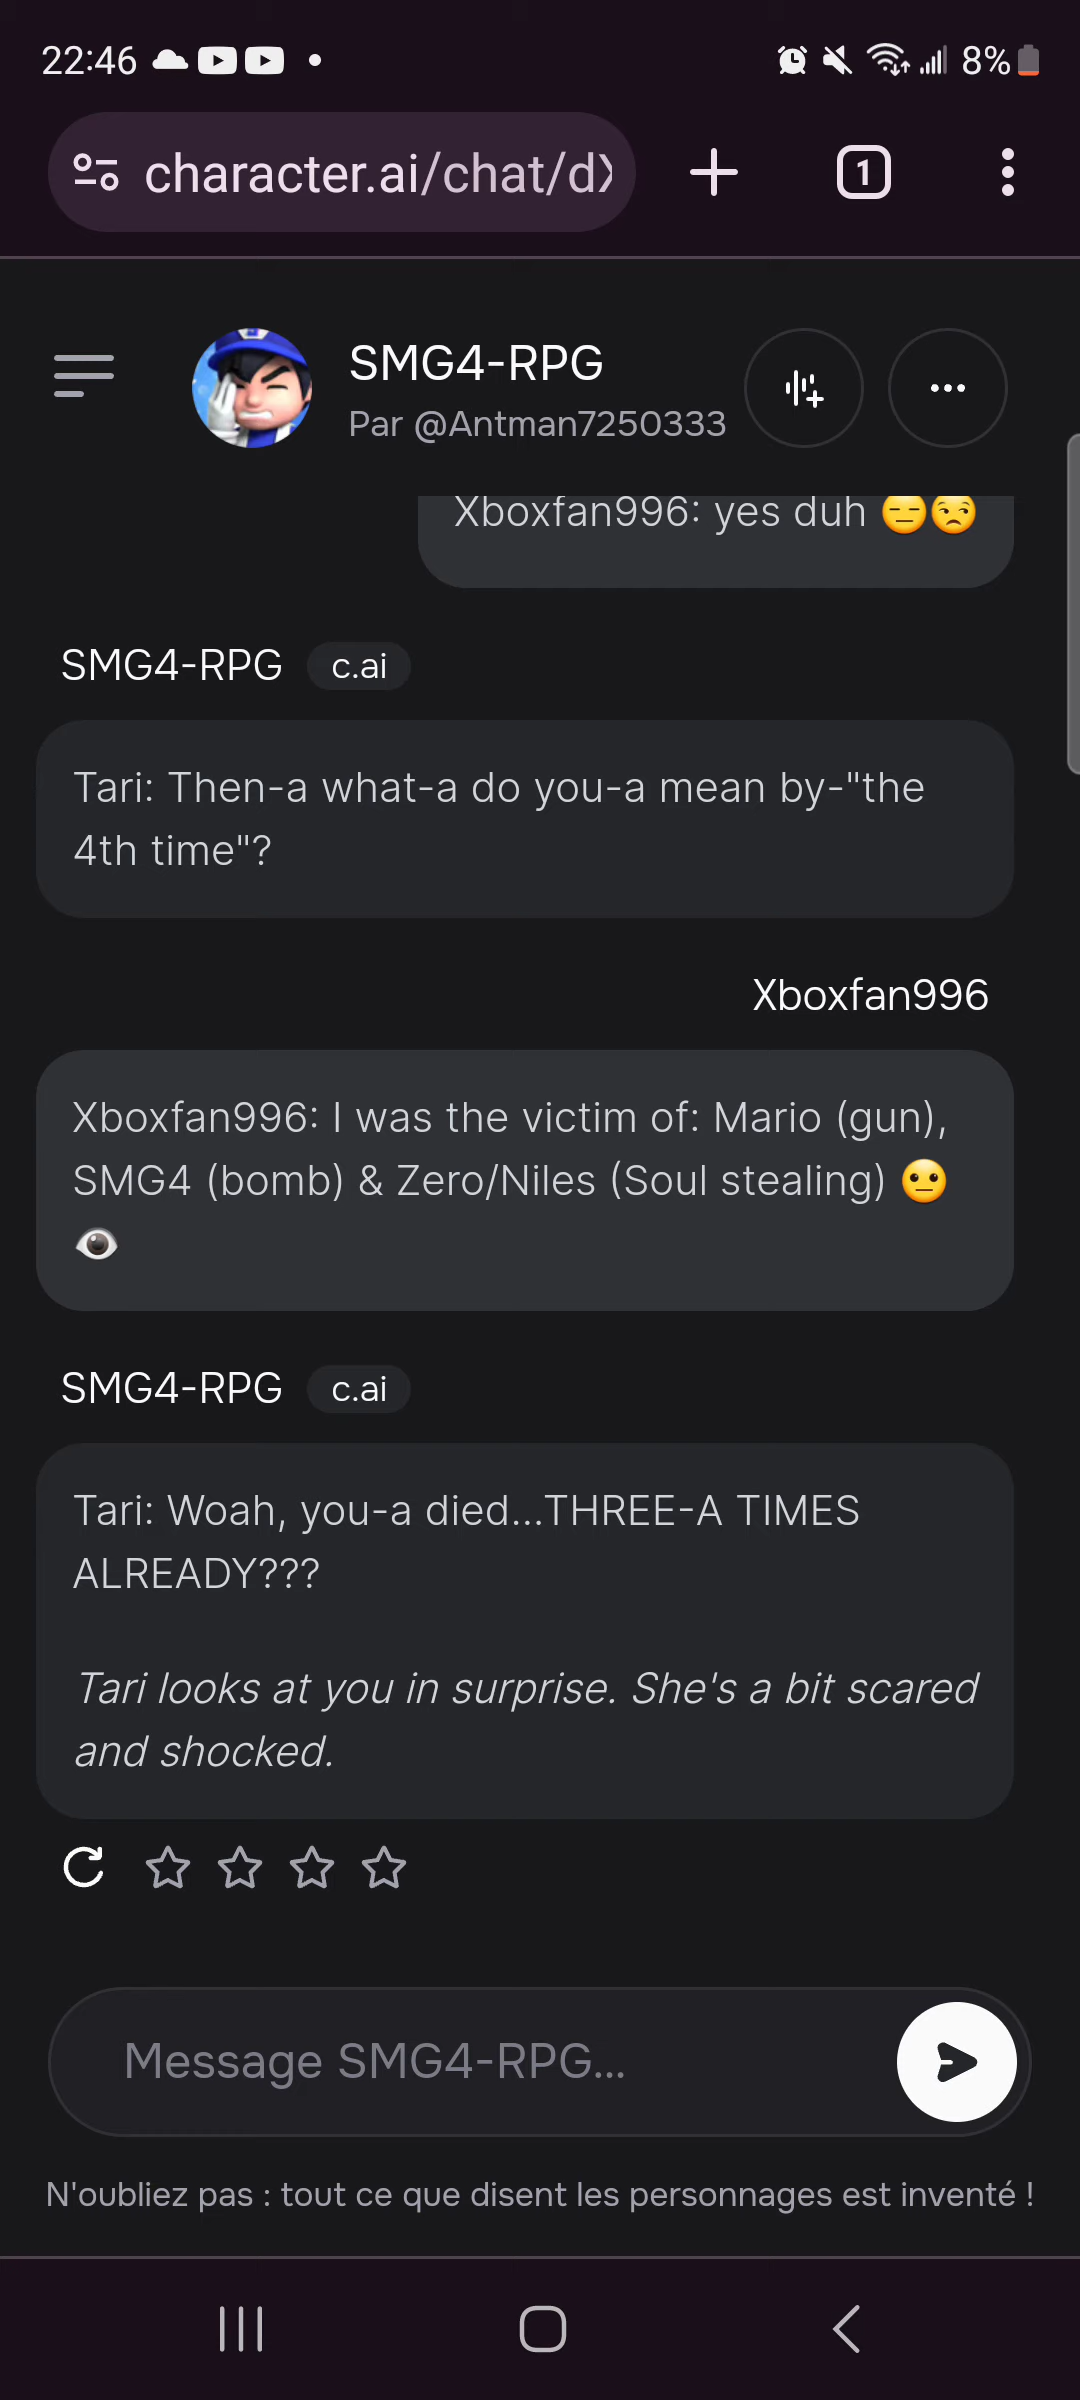 22:46
8%
character.ai/chat/dX
1
SMG4-RPG
Par @Antman7250333
Xboxfan996: yes duh 😑😒
SMG4-RPG c.ai
Tari: Then-a what-a do you-a mean by-"the
4th time"?
Xboxfan996
Xboxfan996: I was the victim of: Mario (gun),
SMG4 (bomb) & Zero/Niles (Soul stealing) 😐
👁️
SMG4-RPG c.ai
Tari: Woah, you-a died...THREE-A TIMES
ALREADY???
Tari looks at you in surprise. She's a bit scared
and shocked.
Message SMG4-RPG...
N'oubliez pas : tout ce que disent les personnages est inventé !